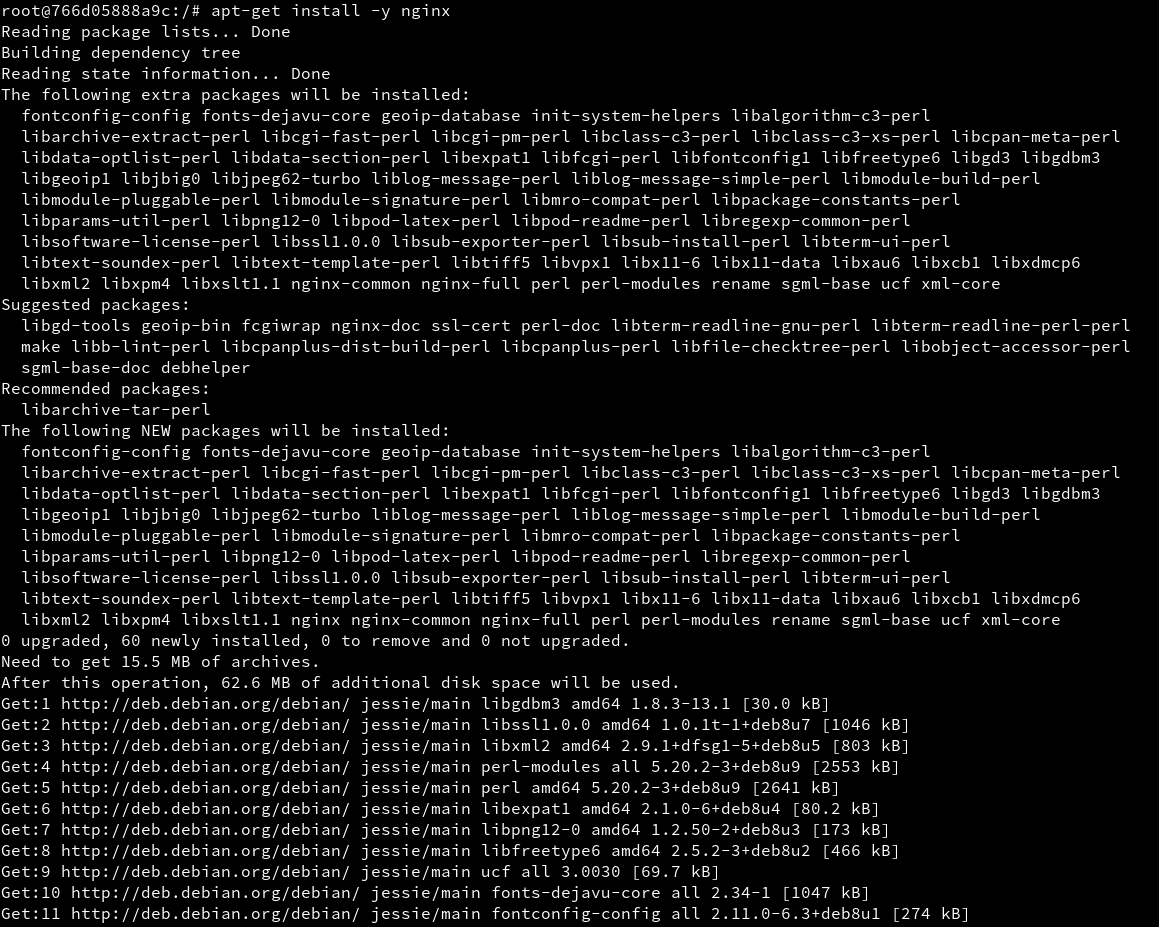 root@766d05888a9c:/# apt-get install -y nginx
Reading package lists... Done
Building dependency tree
Reading state information... Done
The following extra packages will be installed:
  fontconfig-config fonts-dejavu-core geoip-database init-system-helpers libalgorithm-c3-perl
  libarchive-extract-perl libcgi-fast-perl libcgi-pm-perl libclass-c3-perl libclass-c3-xs-perl libcpan-meta-perl
  libdata-optlist-perl libdata-section-perl libexpat1 libfcgi-perl libfontconfig1 libfreetype6 libgd3 libgdbm3
  libgeoip1 libjbig0 libjpeg62-turbo liblog-message-perl liblog-message-simple-perl libmodule-build-perl
  libmodule-pluggable-perl libmodule-signature-perl libmro-compat-perl libpackage-constants-perl
  libparams-util-perl libpng12-0 libpod-latex-perl libpod-readme-perl libregexp-common-perl
  libsoftware-license-perl libssl1.0.0 libsub-exporter-perl libsub-install-perl libterm-ui-perl
  libtext-soundex-perl libtext-template-perl libtiff5 libvpx1 libx11-6 libx11-data libxau6 libxcb1 libxdmcp6
  libxml2 libxpm4 libxslt1.1 nginx-common nginx-full perl perl-modules rename sgml-base ucf xml-core
Suggested packages:
  libgd-tools geoip-bin fcgiwrap nginx-doc ssl-cert perl-doc libterm-readline-gnu-perl libterm-readline-perl-perl
  make libb-lint-perl libcpanplus-dist-build-perl libcpanplus-perl libfile-checktree-perl libobject-accessor-perl
  sgml-base-doc debhelper
Recommended packages:
  libarchive-tar-perl
The following NEW packages will be installed:
  fontconfig-config fonts-dejavu-core geoip-database init-system-helpers libalgorithm-c3-perl
  libarchive-extract-perl libcgi-fast-perl libcgi-pm-perl libclass-c3-perl libclass-c3-xs-perl libcpan-meta-perl
  libdata-optlist-perl libdata-section-perl libexpat1 libfcgi-perl libfontconfig1 libfreetype6 libgd3 libgdbm3
  libgeoip1 libjbig0 libjpeg62-turbo liblog-message-perl liblog-message-simple-perl libmodule-build-perl
  libmodule-pluggable-perl libmodule-signature-perl libmro-compat-perl libpackage-constants-perl
  libparams-util-perl libpng12-0 libpod-latex-perl libpod-readme-perl libregexp-common-perl
  libsoftware-license-perl libssl1.0.0 libsub-exporter-perl libsub-install-perl libterm-ui-perl
  libtext-soundex-perl libtext-template-perl libtiff5 libvpx1 libx11-6 libx11-data libxau6 libxcb1 libxdmcp6
  libxml2 libxpm4 libxslt1.1 nginx nginx-common nginx-full perl perl-modules rename sgml-base ucf xml-core
0 upgraded, 60 newly installed, 0 to remove and 0 not upgraded.
Need to get 15.5 MB of archives.
After this operation, 62.6 MB of additional disk space will be used.
Get:1 http://deb.debian.org/debian/ jessie/main libgdbm3 amd64 1.8.3-13.1 [30.0 kB]
Get:2 http://deb.debian.org/debian/ jessie/main libssl1.0.0 amd64 1.0.1t-1+deb8u7 [1046 kB]
Get:3 http://deb.debian.org/debian/ jessie/main libxml2 amd64 2.9.1+dfsg1-5+deb8u5 [803 kB]
Get:4 http://deb.debian.org/debian/ jessie/main perl-modules all 5.20.2-3+deb8u9 [2553 kB]
Get:5 http://deb.debian.org/debian/ jessie/main perl amd64 5.20.2-3+deb8u9 [2641 kB]
Get:6 http://deb.debian.org/debian/ jessie/main libexpat1 amd64 2.1.0-6+deb8u4 [80.2 kB]
Get:7 http://deb.debian.org/debian/ jessie/main libpng12-0 amd64 1.2.50-2+deb8u3 [173 kB]
Get:8 http://deb.debian.org/debian/ jessie/main libfreetype6 amd64 2.5.2-3+deb8u2 [466 kB]
Get:9 http://deb.debian.org/debian/ jessie/main ucf all 3.0030 [69.7 kB]
Get:10 http://deb.debian.org/debian/ jessie/main fonts-dejavu-core all 2.34-1 [1047 kB]
Get:11 http://deb.debian.org/debian/ jessie/main fontconfig-config all 2.11.0-6.3+deb8u1 [274 kB]